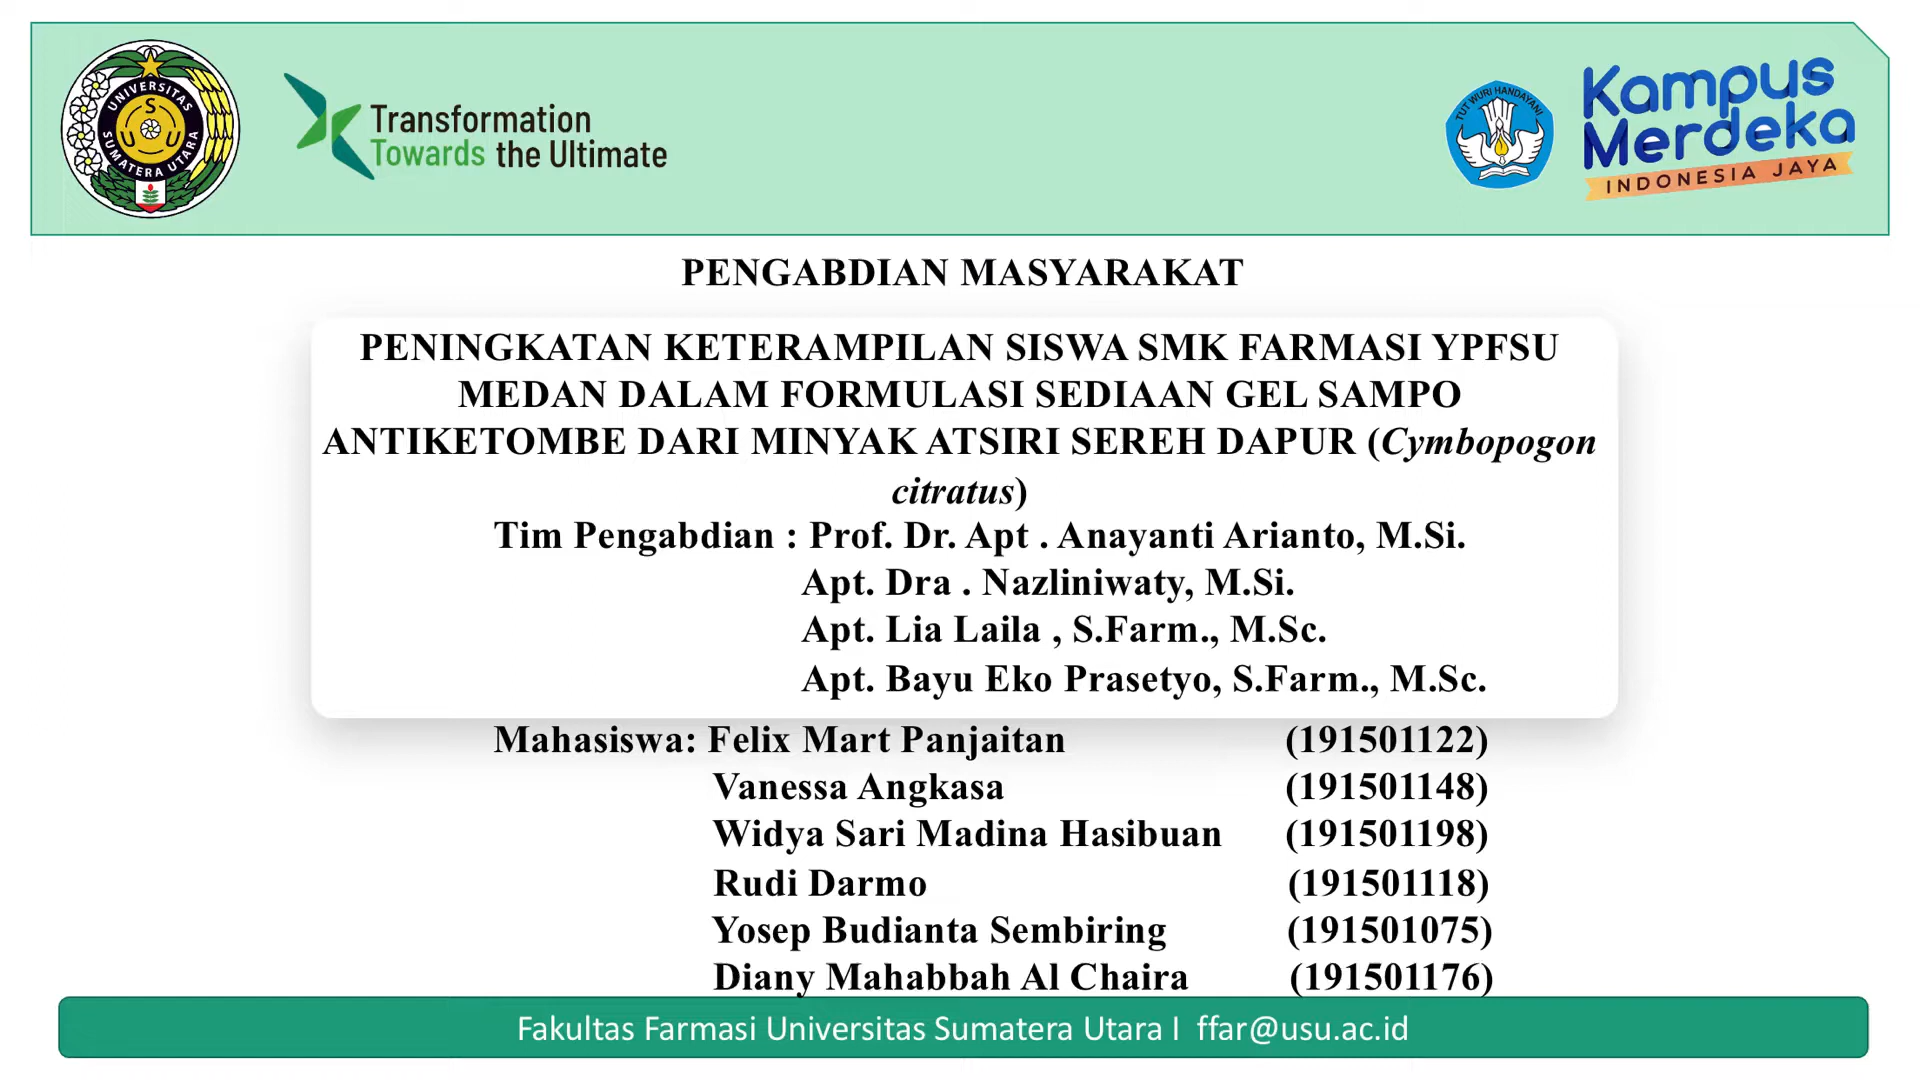 UNIVERSITAS
SUMATERA UTARA
S
U U
Transformation
Towards the Ultimate
TUT WURI HANDAYANI
Kampus
Merdeka
INDONESIA JAYA
PENGABDIAN MASYARAKAT
PENINGKATAN KETERAMPILAN SISWA SMK FARMASI YPFSU
MEDAN DALAM FORMULASI SEDIAAN GEL SAMPO
ANTIKETOMBE DARI MINYAK ATSIRI SEREH DAPUR (Cymbopogon
citratus)
Tim Pengabdian : Prof. Dr. Apt . Anayanti Arianto, M.Si.
Apt. Dra . Nazliniwaty, M.Si.
Apt. Lia Laila , S.Farm., M.Sc.
Apt. Bayu Eko Prasetyo, S.Farm., M.Sc.
Mahasiswa: Felix Mart Panjaitan (191501122)
Vanessa Angkasa (191501148)
Widya Sari Madina Hasibuan (191501198)
Rudi Darmo (191501118)
Yosep Budianta Sembiring (191501075)
Diany Mahabbah Al Chaira (191501176)
Fakultas Farmasi Universitas Sumatera Utara I ffar@usu.ac.id